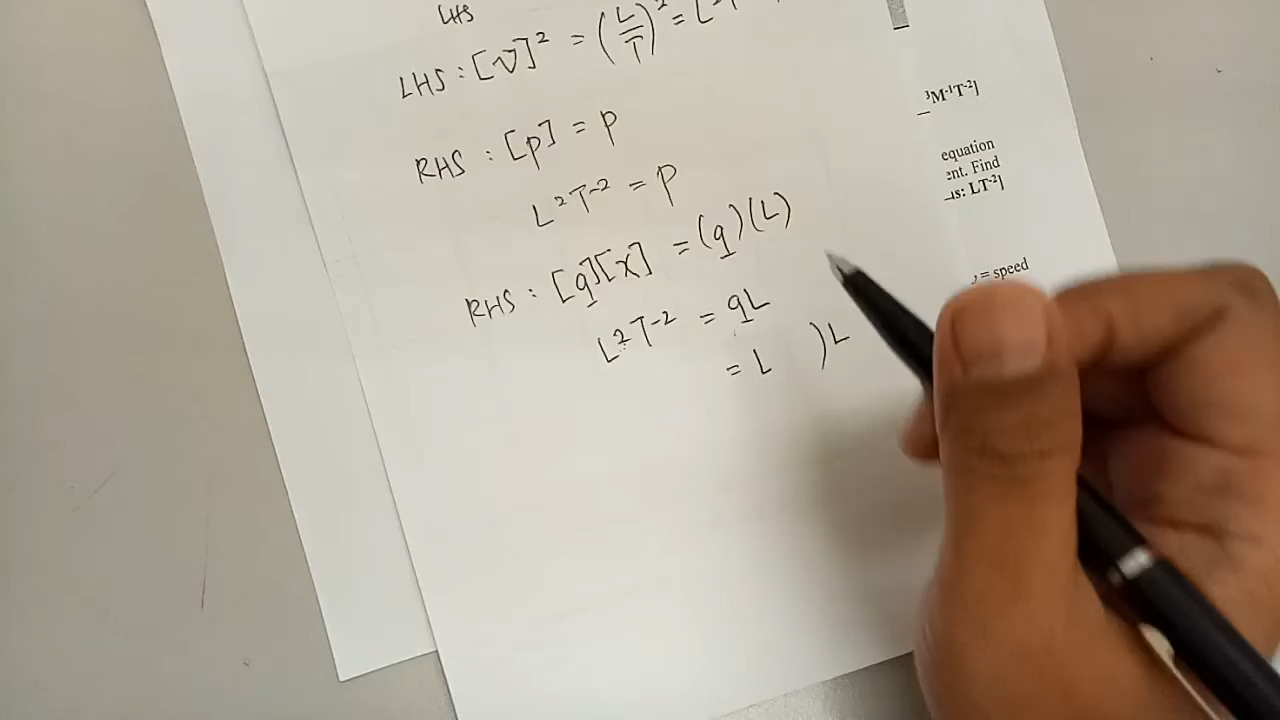 LHS
LHS : [v]² = (L/T)² = L²T
RHS : [p] = p
L²T⁻² = p
RHS : [q][x] = (q)(L)
L²T⁻² = qL
= L )L
³M⁻¹T⁻²]
equation
ent. Find
s: LT⁻²]
= speed